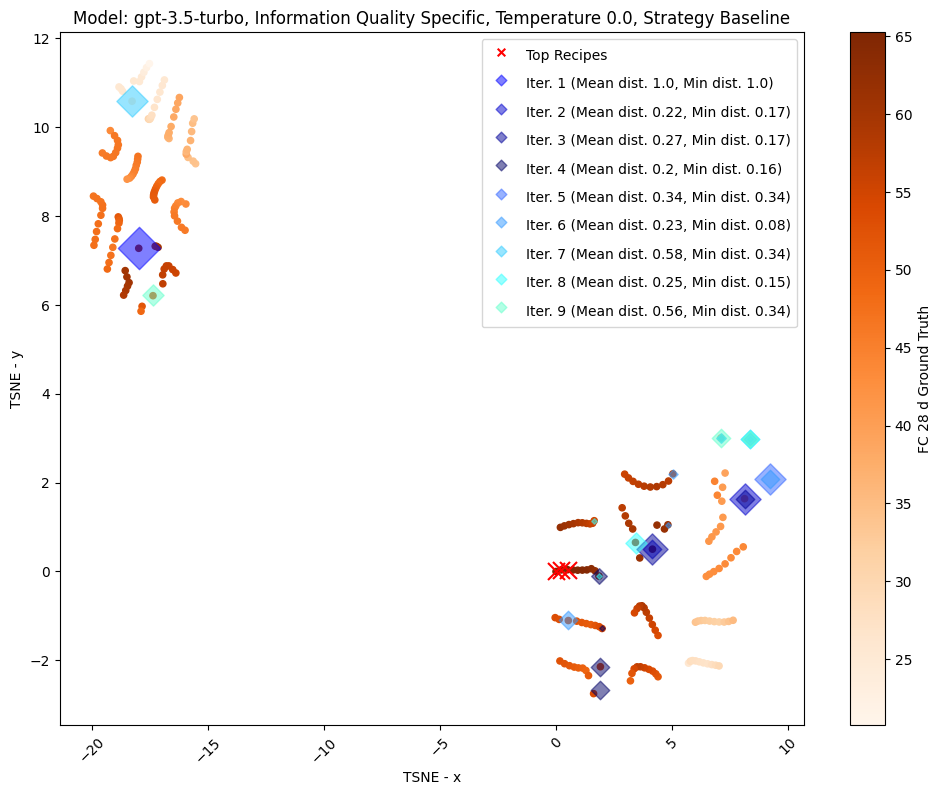 Model: gpt-3.5-turbo, Information Quality Specific, Temperature 0.0, Strategy Baseline
Top Recipes
Iter. 1 (Mean dist. 1.0, Min dist. 1.0)
Iter. 2 (Mean dist. 0.22, Min dist. 0.17)
Iter. 3 (Mean dist. 0.27, Min dist. 0.17)
Iter. 4 (Mean dist. 0.2, Min dist. 0.16)
Iter. 5 (Mean dist. 0.34, Min dist. 0.34)
Iter. 6 (Mean dist. 0.23, Min dist. 0.08)
Iter. 7 (Mean dist. 0.58, Min dist. 0.34)
Iter. 8 (Mean dist. 0.25, Min dist. 0.15)
Iter. 9 (Mean dist. 0.56, Min dist. 0.34)
12
10
8
6
4
2
0
−2
TSNE - y
−20
−15
−10
−5
0
5
10
TSNE - x
65
60
55
50
45
40
35
30
25
FC 28 d Ground Truth